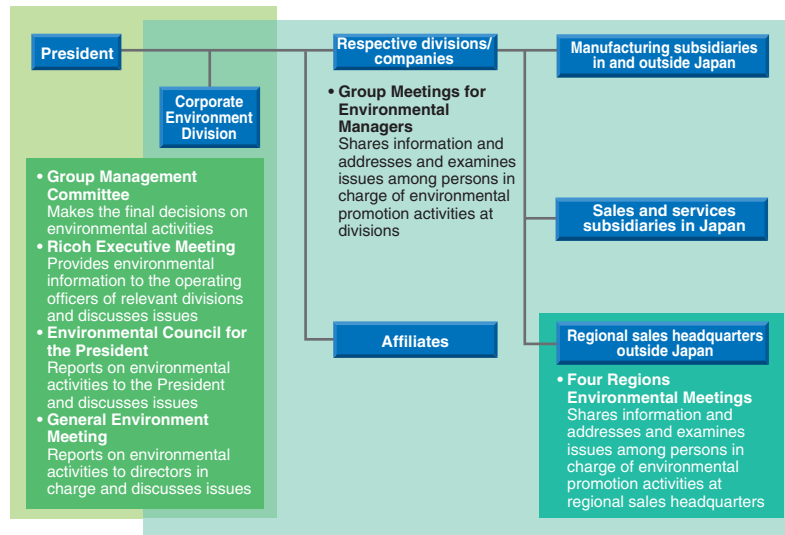 President
Corporate
Environment
Division
• Group Management
Committee
Makes the final decisions on
environmental activities
• Ricoh Executive Meeting
Provides environmental
information to the operating
officers of relevant divisions
and discusses issues
• Environmental Council for
the President
Reports on environmental
activities to the President
and discusses issues
• General Environment
Meeting
Reports on environmental
activities to directors in
charge and discusses issues
Respective divisions/
companies
• Group Meetings for
Environmental
Managers
Shares information and
addresses and examines
issues among persons in
charge of environmental
promotion activities at
divisions
Affiliates
Manufacturing subsidiaries
in and outside Japan
Sales and services
subsidiaries in Japan
Regional sales headquarters
outside Japan
• Four Regions
Environmental Meetings
Shares information and
addresses and examines
issues among persons in
charge of environmental
promotion activities at
regional sales headquarters